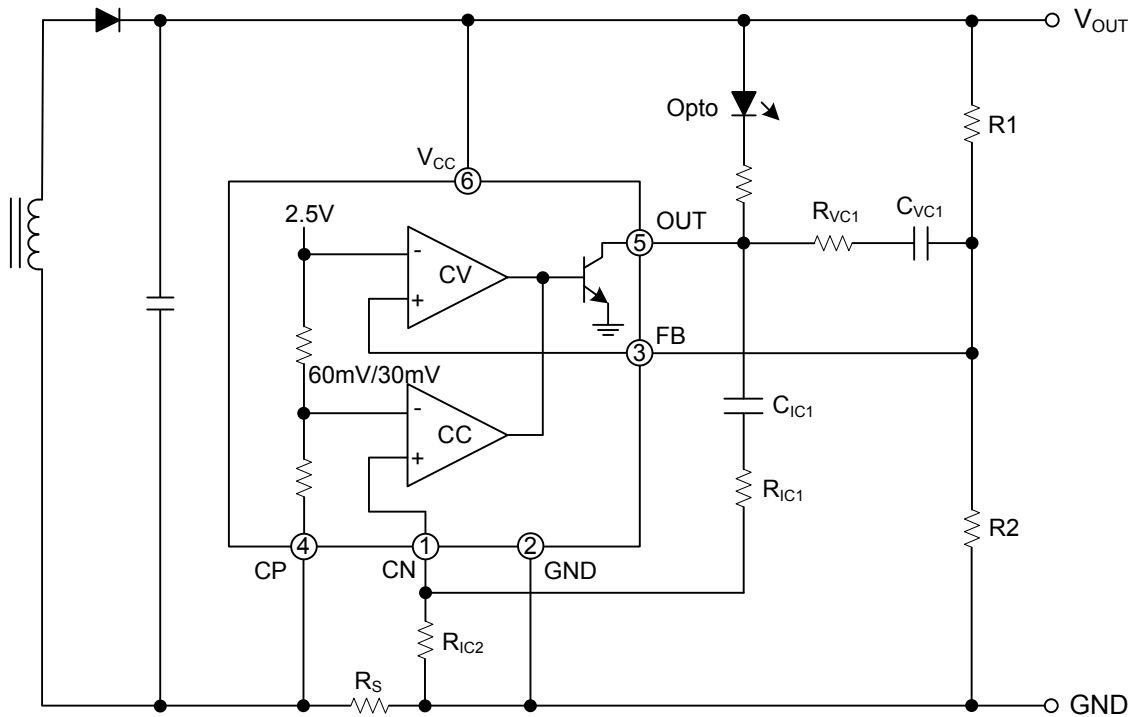 V_OUT
Opto
R1
V_CC
6
2.5V
OUT
R_VC1
C_VC1
-
CV
5
+
FB
3
60mV/30mV
-
C_IC1
CC
+
R_IC1
R2
4
1
2
CP
CN
GND
R_IC2
R_S
GND